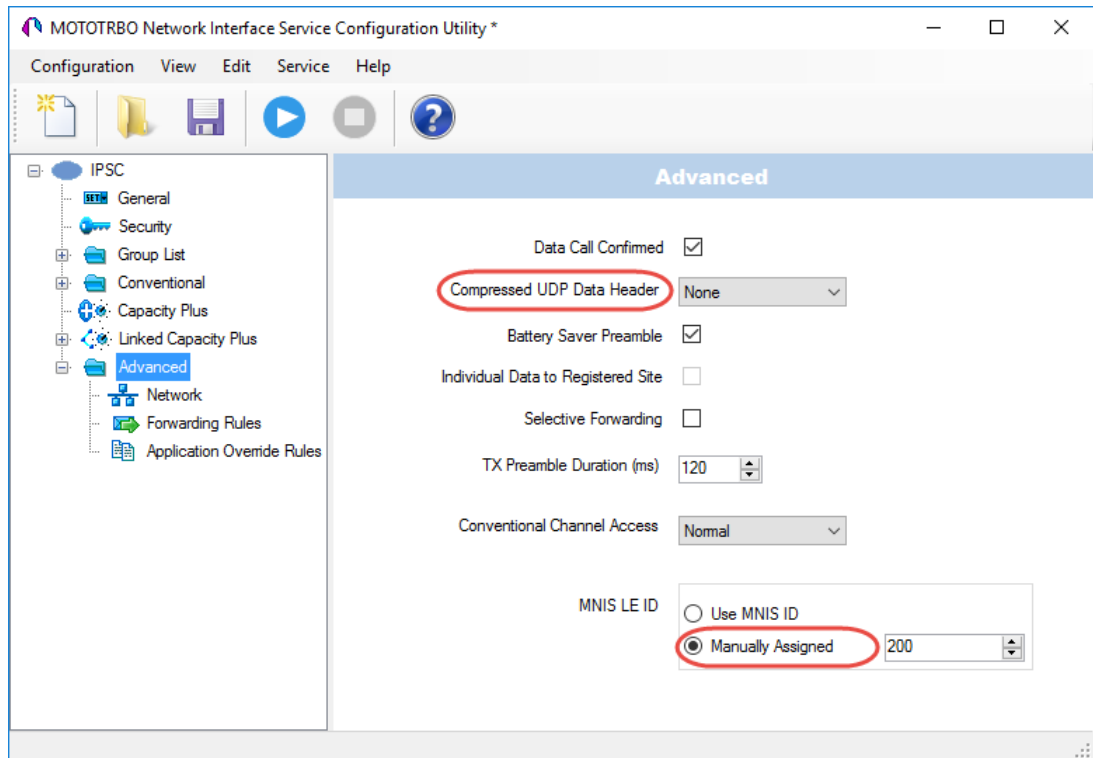 MOTOTRBO Network Interface Service Configuration Utility *
Configuration View Edit Service Help
IPSC
SET General
Security
Group List
Conventional
Capacity Plus
Linked Capacity Plus
Advanced
Network
Forwarding Rules
Application Override Rules
Advanced
Data Call Confirmed
Compressed UDP Data Header None
Battery Saver Preamble
Individual Data to Registered Site
Selective Forwarding
TX Preamble Duration (ms) 120
Conventional Channel Access Normal
MNIS LE ID
Use MNIS ID
Manually Assigned 200